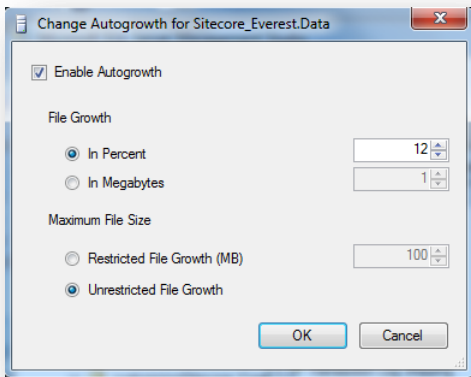 Change Autogrowth for Sitecore_Everest.Data
Enable Autogrowth
File Growth
In Percent 12
In Megabytes 1
Maximum File Size
Restricted File Growth (MB) 100
Unrestricted File Growth
OK Cancel